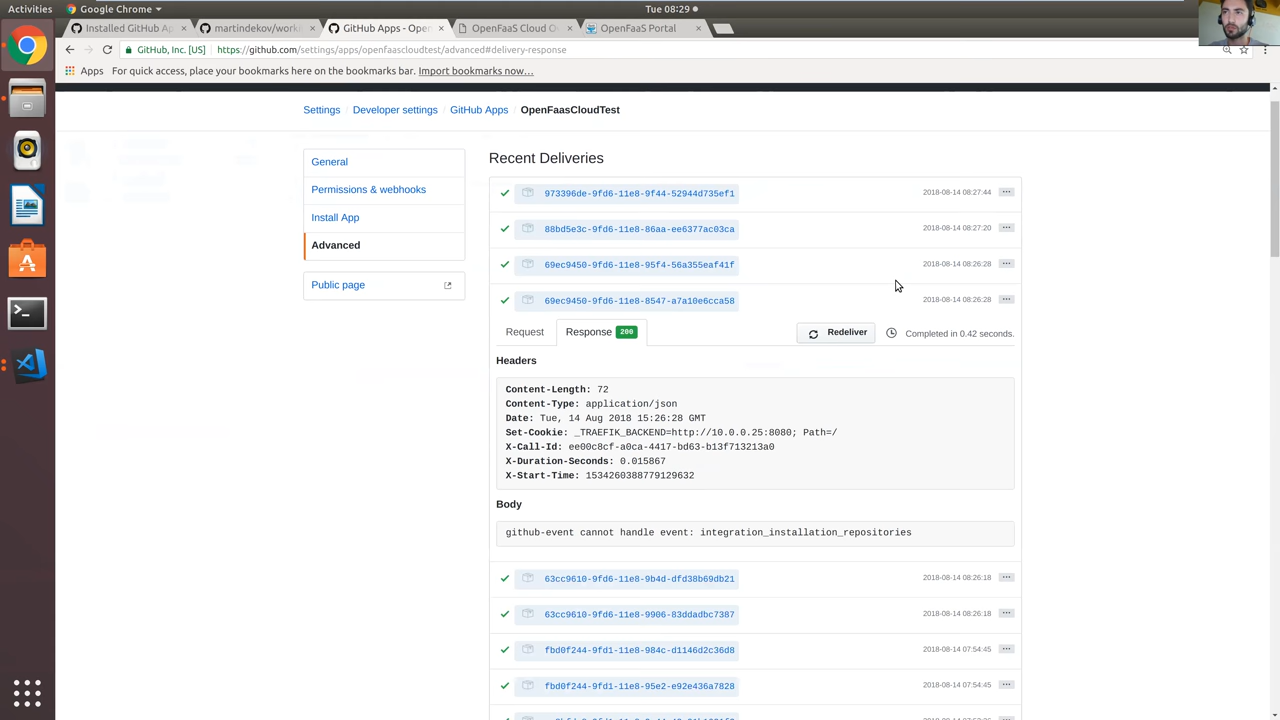 Activities Google Chrome Tue 08:29
Installed GitHub Ap martindekov/work GitHub Apps - Open OpenFaaS Cloud O OpenFaaS Portal
GitHub, Inc. [US] https://github.com/settings/apps/openfaascloudtest/advanced#delivery-response
Apps For quick access, place your bookmarks here on the bookmarks bar. Import bookmarks now…
Settings / Developer settings / GitHub Apps / OpenFaasCloudTest
General
Permissions & webhooks
Install App
Advanced
Public page
Recent Deliveries
973396de-9fd6-11e8-9f44-52944d735ef1 2018-08-14 08:27:44
88bd5e3c-9fd6-11e8-86aa-ee6377ac03ca 2018-08-14 08:27:20
69ec9450-9fd6-11e8-95f4-56a355eaf41f 2018-08-14 08:26:28
69ec9450-9fd6-11e8-8547-a7a10e6cca58 2018-08-14 08:26:28
Request Response 200 Redeliver Completed in 0.42 seconds.
Headers
Content-Length: 72
Content-Type: application/json
Date: Tue, 14 Aug 2018 15:26:28 GMT
Set-Cookie: _TRAEFIK_BACKEND=http://10.0.0.25:8080; Path=/
X-Call-Id: ee00c8cf-a0ca-4417-bd63-b13f713213a0
X-Duration-Seconds: 0.015867
X-Start-Time: 1534260388779129632
Body
github-event cannot handle event: integration_installation_repositories
63cc9610-9fd6-11e8-9b4d-dfd38b69db21 2018-08-14 08:26:18
63cc9610-9fd6-11e8-9906-83ddadbc7387 2018-08-14 08:26:18
fbd0f244-9fd1-11e8-984c-d1146d2c36d8 2018-08-14 07:54:45
fbd0f244-9fd1-11e8-95e2-e92e436a7828 2018-08-14 07:54:45